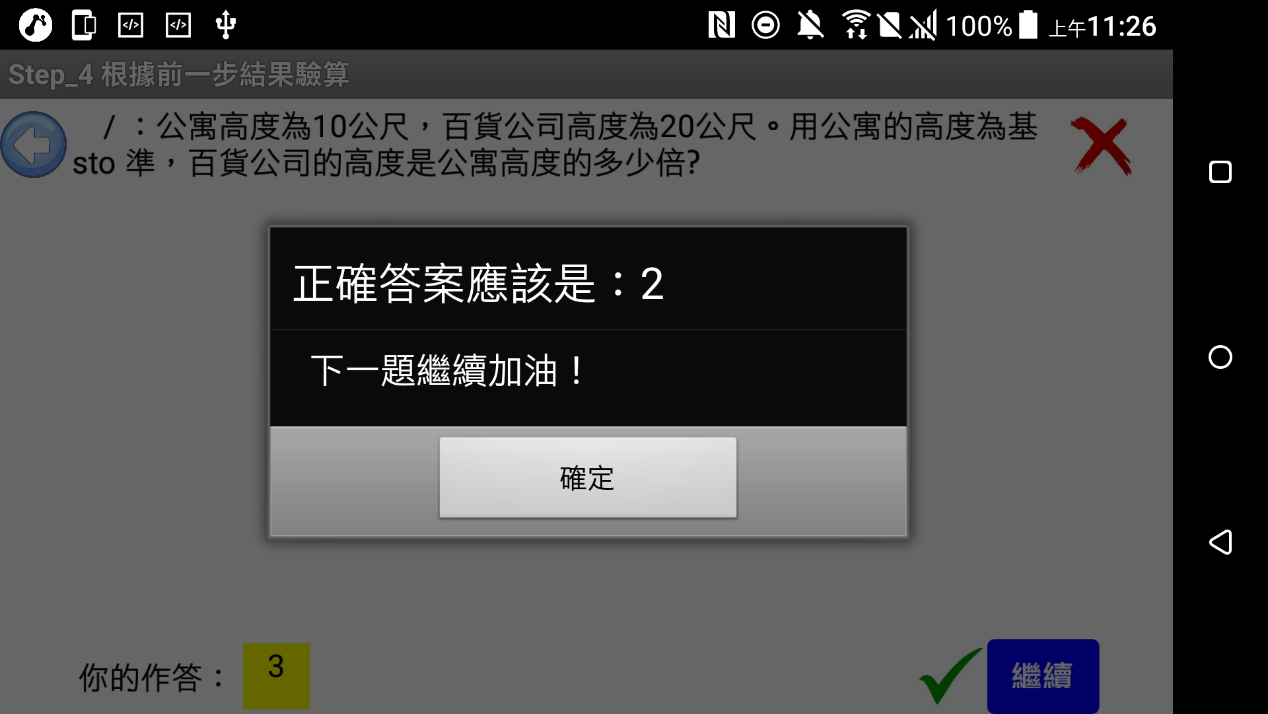 100% 上午11:26
Step_4 根據前一步結果驗算
/ ：公寓高度為10公尺，百貨公司高度為20公尺。用公寓的高度為基
sto 準，百貨公司的高度是公寓高度的多少倍?
正確答案應該是：2
下一題繼續加油！
確定
你的作答： 3
繼續